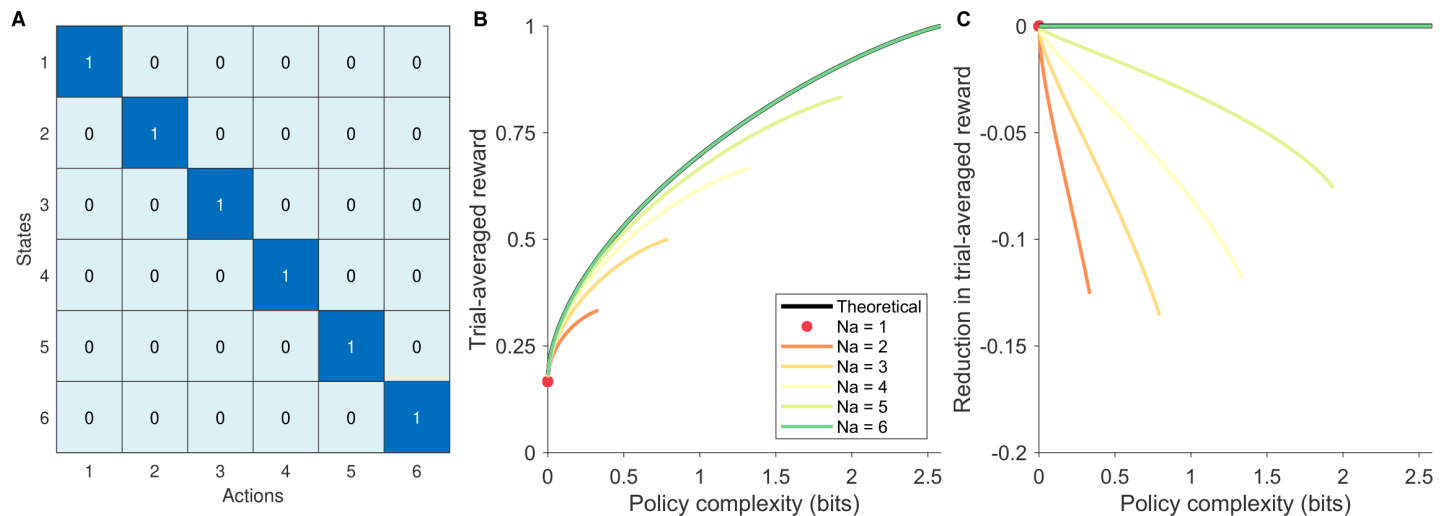 A
States
1
2
3
4
5
6
1 0 0 0 0 0
0 1 0 0 0 0
0 0 1 0 0 0
0 0 0 1 0 0
0 0 0 0 1 0
0 0 0 0 0 1
1 2 3 4 5 6
Actions
B
Trial-averaged reward
1
0.75
0.5
0.25
0
0 0.5 1 1.5 2 2.5
Policy complexity (bits)
Theoretical
Na = 1
Na = 2
Na = 3
Na = 4
Na = 5
Na = 6
C
Reduction in trial-averaged reward
0
-0.05
-0.1
-0.15
-0.2
0 0.5 1 1.5 2 2.5
Policy complexity (bits)